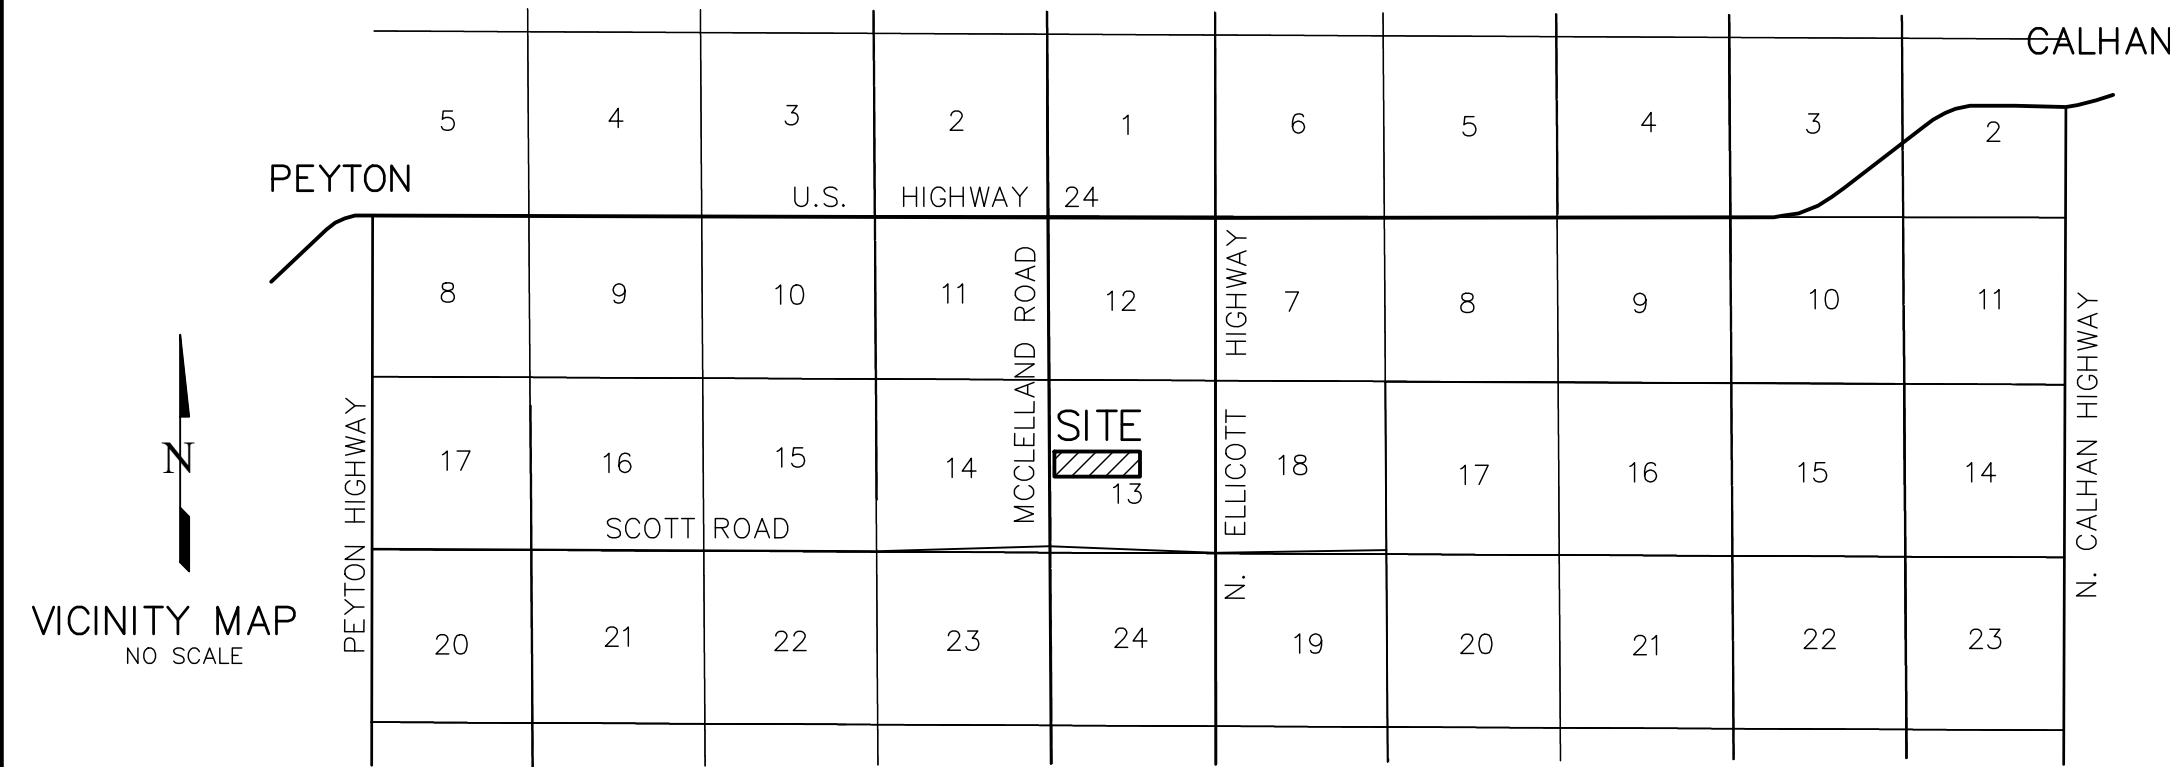 CALHAN
5 4 3 2 1 6 5 4 3 2
PEYTON
U.S. HIGHWAY 24
8 9 10 11 12 7 8 9 10 11
MCCLELLAND ROAD
N. ELLICOTT HIGHWAY
N. CALHAN HIGHWAY
PEYTON HIGHWAY
SITE
N
17 16 15 14 13 18 17 16 15 14
SCOTT ROAD
VICINITY MAP
NO SCALE
20 21 22 23 24 19 20 21 22 23